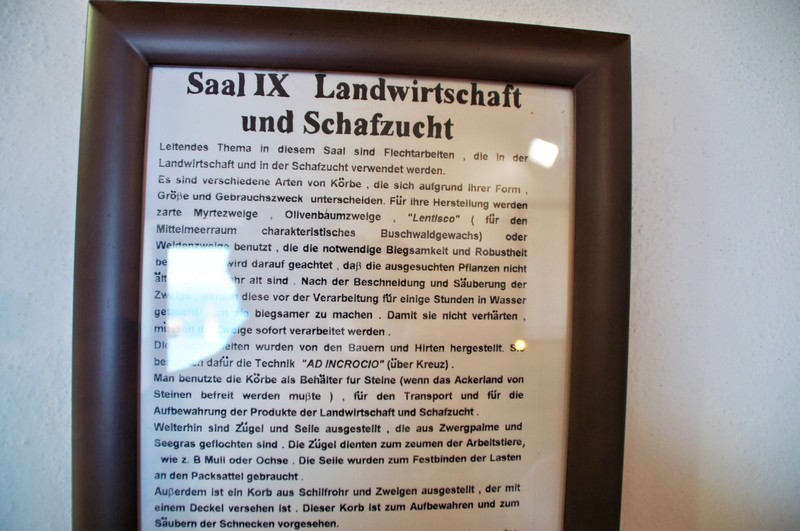 Saal IX Landwirtschaft
und Schafzucht
Leitendes Thema in diesem Saal sind Flechtarbeiten , die in der
Landwirtschaft und in der Schafzucht verwendet werden.
Es sind verschiedene Arten von Körbe , die sich aufgrund ihrer Form ,
Größe und Gebrauchszweck unterscheiden. Für ihre Herstellung werden
zarte Myrtezweige , Olivenbaumzweige , "Lentisco" ( für den
Mittelmeerraum charakteristisches Buschwaldgewachs) oder
Weidenzweige benutzt , die die notwendige Biegsamkeit und Robustheit
wird darauf geachtet , daß die ausgesuchten Pflanzen nicht
alt sind . Nach der Beschneidung und Säuberung der
diese vor der Verarbeitung für einige Stunden in Wasser
biegsamer zu machen . Damit sie nicht verhärten ,
sofort verarbeitet werden .
wurden von den Bauern und Hirten hergestellt.
dafür die Technik "AD INCROCIO" (über Kreuz) .
Man benutzte die Körbe als Behälter fur Steine (wenn das Ackerland von
Steinen befreit werden mußte ) , für den Transport und für die
Aufbewahrung der Produkte der Landwirtschaft und Schafzucht .
Weiterhin sind Zügel und Seile ausgestellt , die aus Zwergpalme und
Seegras geflochten sind . Die Zügel dienten zum zeumen der Arbeitstiere,
wie z. B Muli oder Ochse . Die Seile wurden zum Festbinden der Lasten
an den Packsattel gebraucht .
Außerdem ist ein Korb aus Schilfrohr und Zweigen ausgestellt , der mit
einem Deckel versehen ist . Dieser Korb ist zum Aufbewahren und zum
Säubern der Schnecken vorgesehen.